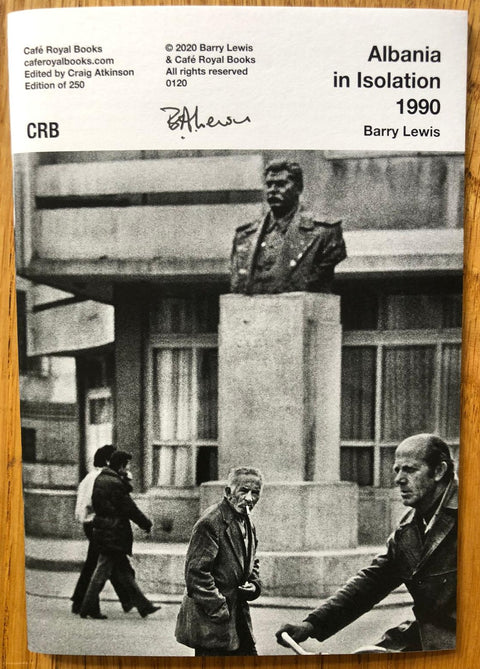 Café Royal Books
caferoyalbooks.com
Edited by Craig Atkinson
Edition of 250
CRB
© 2020 Barry Lewis
& Café Royal Books
All rights reserved
0120
Albania
in Isolation
1990
Barry Lewis